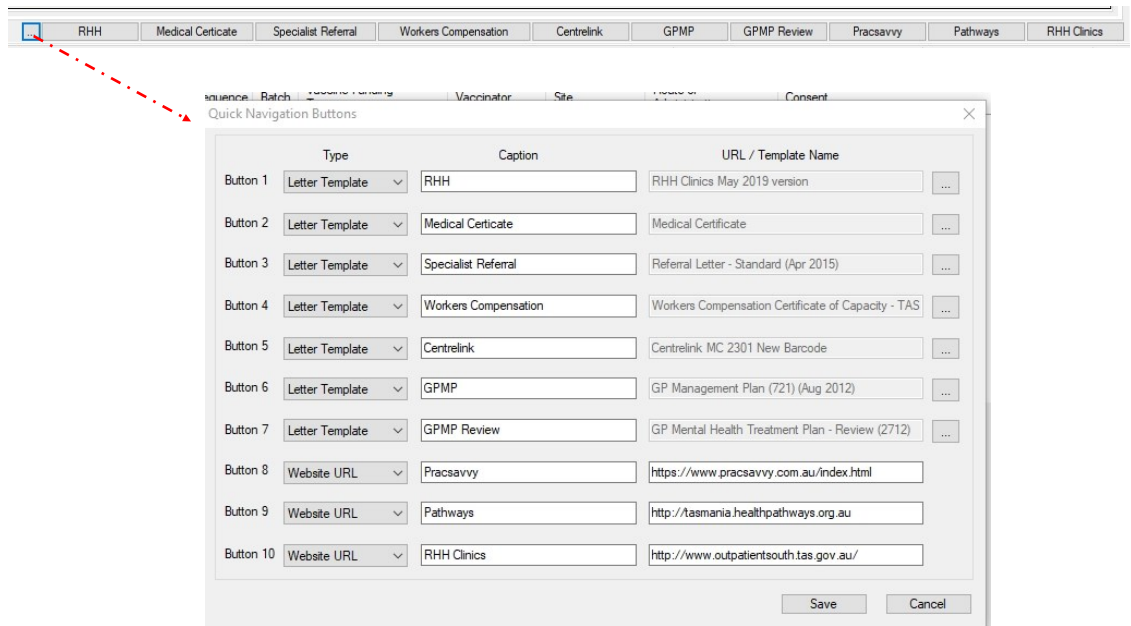 ... RHH Medical Certicate Specialist Referral Workers Compensation Centrelink GPMP GPMP Review Pracsavvy Pathways RHH Clinics
Batch Vaccinator Site Consent
Quick Navigation Buttons
Type Caption URL / Template Name
Button 1 Letter Template RHH RHH Clinics May 2019 version ...
Button 2 Letter Template Medical Certicate Medical Certificate ...
Button 3 Letter Template Specialist Referral Referral Letter - Standard (Apr 2015) ...
Button 4 Letter Template Workers Compensation Workers Compensation Certificate of Capacity - TAS ...
Button 5 Letter Template Centrelink Centrelink MC 2301 New Barcode ...
Button 6 Letter Template GPMP GP Management Plan (721) (Aug 2012) ...
Button 7 Letter Template GPMP Review GP Mental Health Treatment Plan - Review (2712) ...
Button 8 Website URL Pracsavvy https://www.pracsavvy.com.au/index.html
Button 9 Website URL Pathways http://tasmania.healthpathways.org.au
Button 10 Website URL RHH Clinics http://www.outpatientsouth.tas.gov.au/
Save Cancel